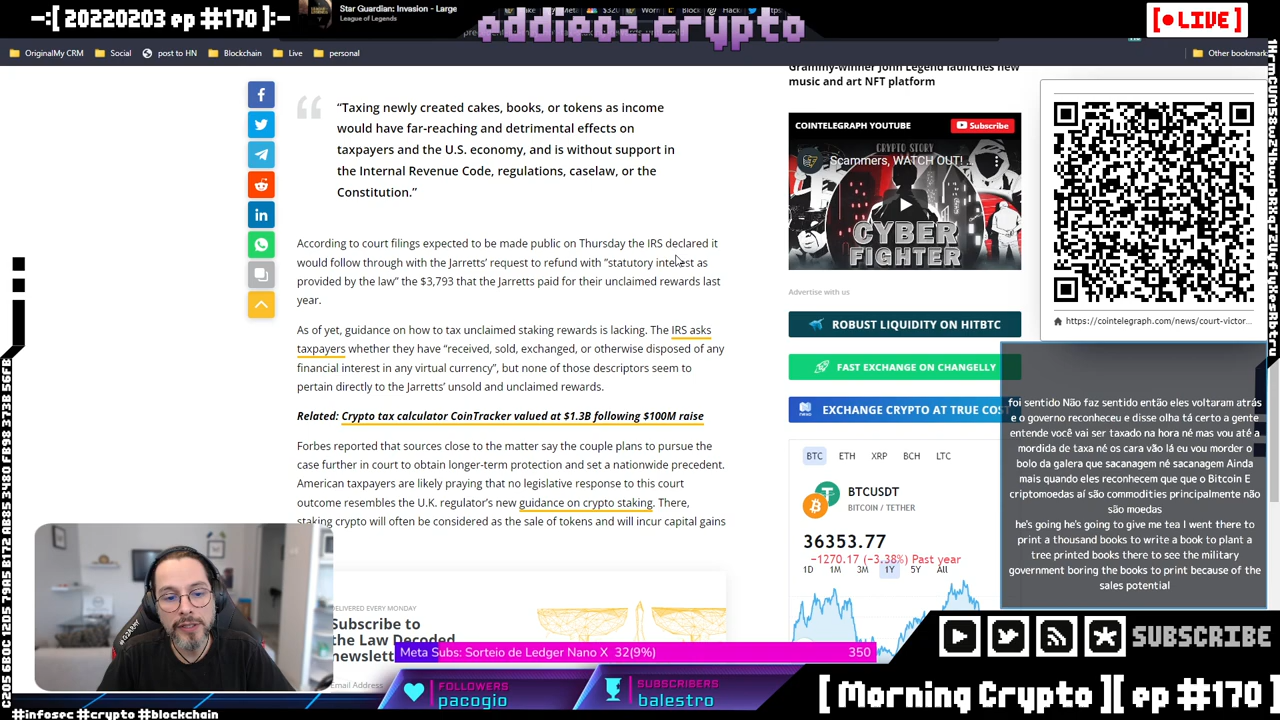 -:[ 20220203 ep #170 ]:-
Star Guardian: Invasion - Large
League of Legends
eddieoz.crypto
[●LIVE]
OriginalMy CRM
Social
post to HN
Blockchain
Live
personal
Other bookmark
“Taxing newly created cakes, books, or tokens as income
would have far-reaching and detrimental effects on
taxpayers and the U.S. economy, and is without support in
the Internal Revenue Code, regulations, caselaw, or the
Constitution.”
According to court filings expected to be made public on Thursday the IRS declared it
would follow through with the Jarretts’ request to refund with “statutory interest as
provided by the law” the $3,793 that the Jarretts paid for their unclaimed rewards last
year.
As of yet, guidance on how to tax unclaimed staking rewards is lacking. The IRS asks
taxpayers whether they have “received, sold, exchanged, or otherwise disposed of any
financial interest in any virtual currency”, but none of those descriptors seem to
pertain directly to the Jarretts’ unsold and unclaimed rewards.
Related: Crypto tax calculator CoinTracker valued at $1.3B following $100M raise
Forbes reported that sources close to the matter say the couple plans to pursue the
case further in court to obtain longer-term protection and set a nationwide precedent.
American taxpayers are likely praying that no legislative response to this court
outcome resembles the U.K. regulator’s new guidance on crypto staking. There,
staking crypto will often be considered as the sale of tokens and will incur capital gains
DELIVERED EVERY MONDAY
Subscribe to
the Law Decoded
newslett
Email Address
Grammy-winner John Legend launches new
music and art NFT platform
COINTELEGRAPH YOUTUBE
Subscribe
CRYPTO STORY
Scammers, WATCH OUT! ...
CYBER
FIGHTER
Advertise with us
ROBUST LIQUIDITY ON HITBTC
FAST EXCHANGE ON CHANGELLY
EXCHANGE CRYPTO AT TRUE COST
BTC
ETH
XRP
BCH
LTC
BTCUSDT
BITCOIN / TETHER
36353.77
−1270.17 (−3.38%) Past year
1D
1M
3M
1Y
5Y
All
https://cointelegraph.com/news/court-victor...
foi sentido Não faz sentido então eles voltaram atrás
e o governo reconheceu e disse olha tá certo a gente
entende você vai ser taxado na hora né mas vou até a
mordida de taxa né os cara vão lá eu vou morder o
bolo da galera que sacanagem né sacanagem Ainda
mais quando eles reconhecem que que o Bitcoin E
criptomoedas aí são commodities principalmente não
são moedas
he's going he's going to give me tea I went there to
print a thousand books to write a book to plant a
tree printed books there to see the military
government boring the books to print because of the
sales potential
Meta Subs: Sorteio de Ledger Nano X 32(9%)
350
FOLLOWERS
pacogio
SUBSCRIBERS
balestro
SUBSCRIBE
[ Morning Crypto ][ ep #170 ]
#infosec #crypto #blockchain